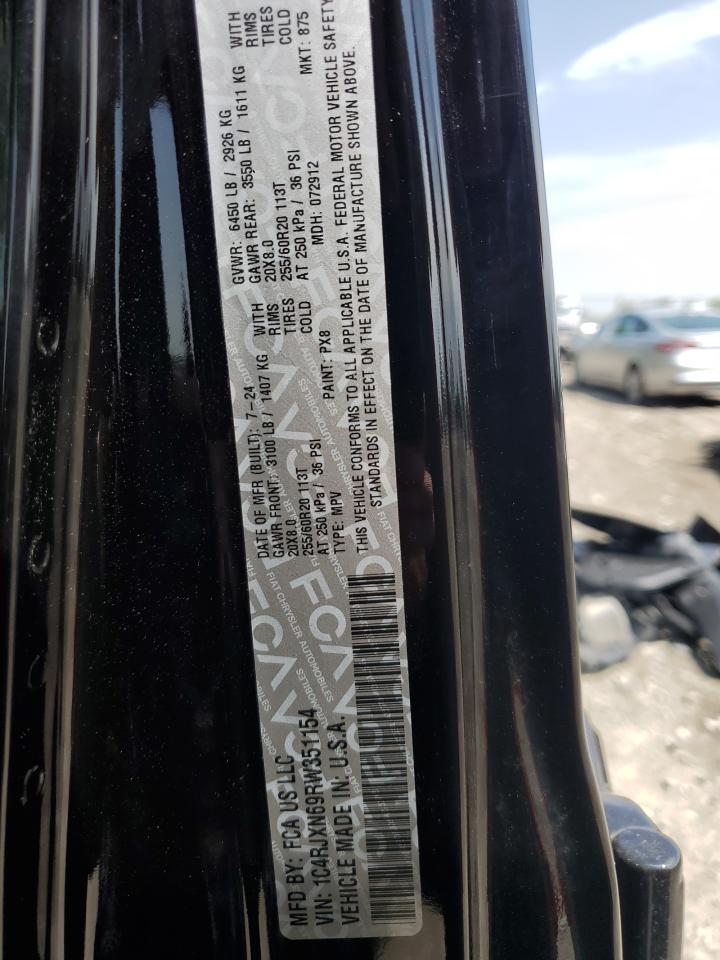 MFD BY: FCA US LLC
DATE OF MFR (BUILT): 7-24
GVWR: 6450 LB / 2926 KG
GAWR FRONT: 3100 LB / 1407 KG WITH
GAWR REAR: 3550 LB / 1611 KG WITH
20X8.0 RIMS
20X8.0 RIMS
255/60R20 113T TIRES
255/60R20 113T TIRES
AT 250 kPa / 36 PSI COLD
AT 250 kPa / 36 PSI COLD
VIN: 1C4RJXN69RW351154
TYPE: MPV
PAINT: PX8
MDH: 072912
MKT: 875
VEHICLE MADE IN: U.S.A.
THIS VEHICLE CONFORMS TO ALL APPLICABLE U.S.A. FEDERAL MOTOR VEHICLE SAFETY
STANDARDS IN EFFECT ON THE DATE OF MANUFACTURE SHOWN ABOVE.